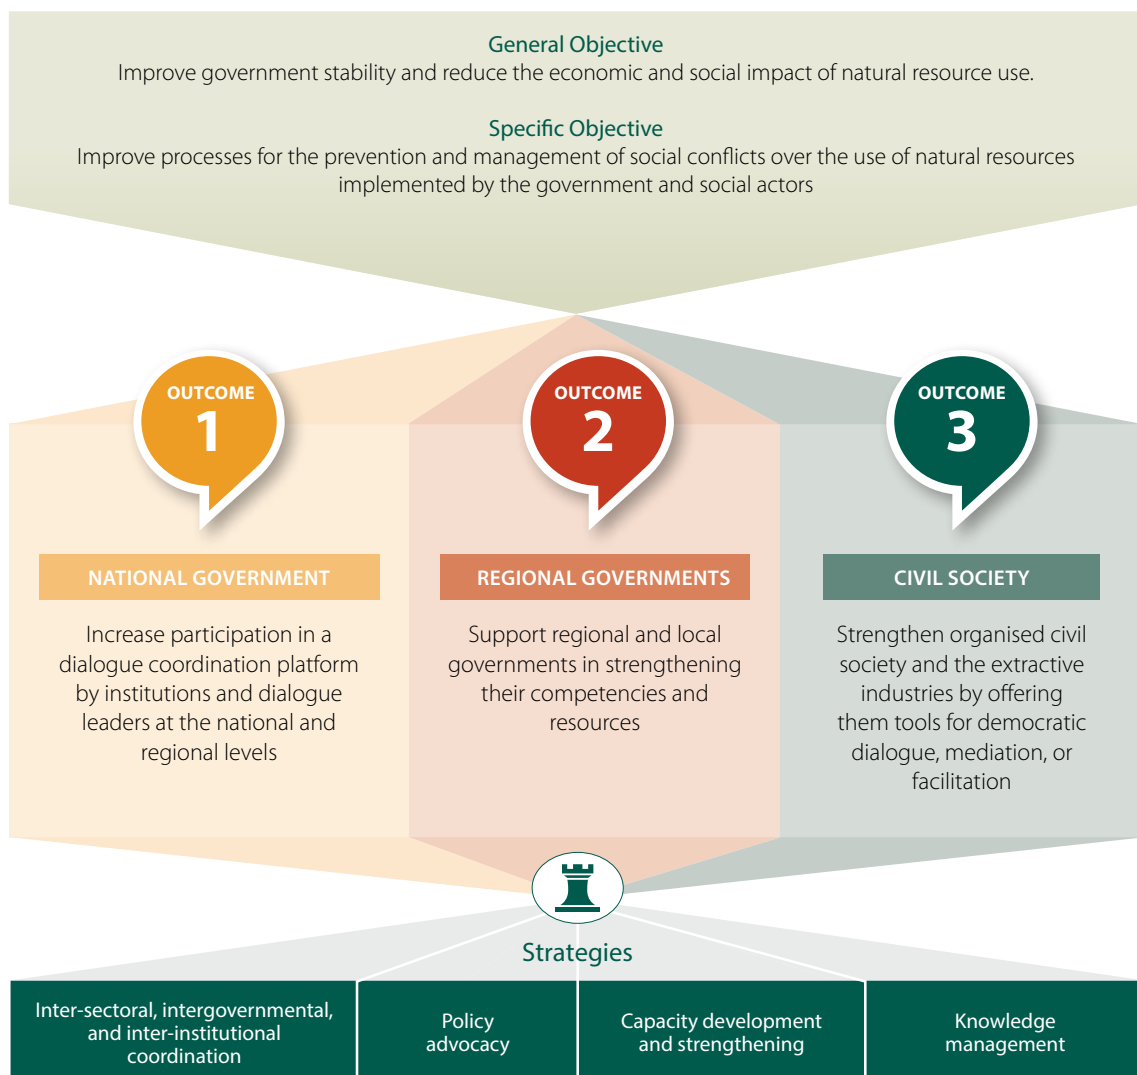 General Objective
Improve government stability and reduce the economic and social impact of natural resource use.
Specific Objective
Improve processes for the prevention and management of social conflicts over the use of natural resources
implemented by the government and social actors
OUTCOME
1
NATIONAL GOVERNMENT
Increase participation in a
dialogue coordination platform
by institutions and dialogue
leaders at the national and
regional levels
OUTCOME
2
REGIONAL GOVERNMENTS
Support regional and local
governments in strengthening
their competencies and
resources
OUTCOME
3
CIVIL SOCIETY
Strengthen organised civil
society and the extractive
industries by offering
them tools for democratic
dialogue, mediation, or
facilitation
Strategies
Inter-sectoral, intergovernmental,
and inter-institutional
coordination
Policy
advocacy
Capacity development
and strengthening
Knowledge
management